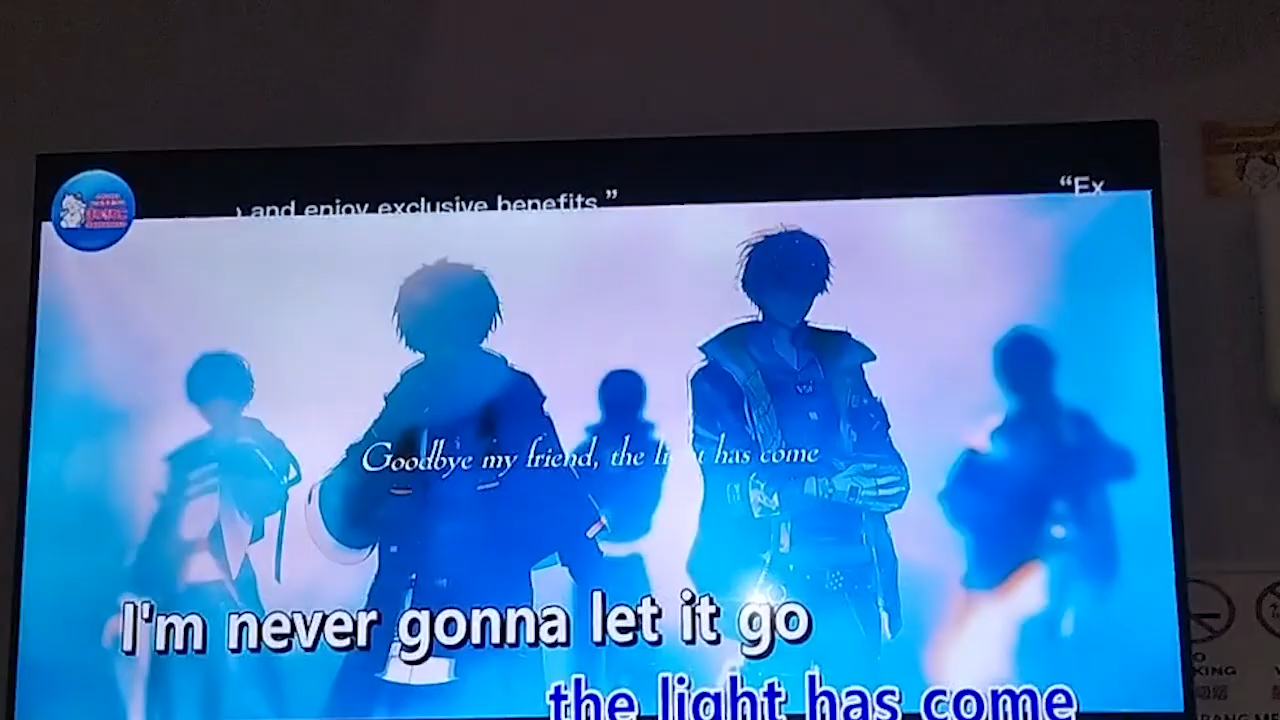 and enjoy exclusive benefits.” “Ex
Goodbye my friend, the light has come
I'm never gonna let it go
the light has come